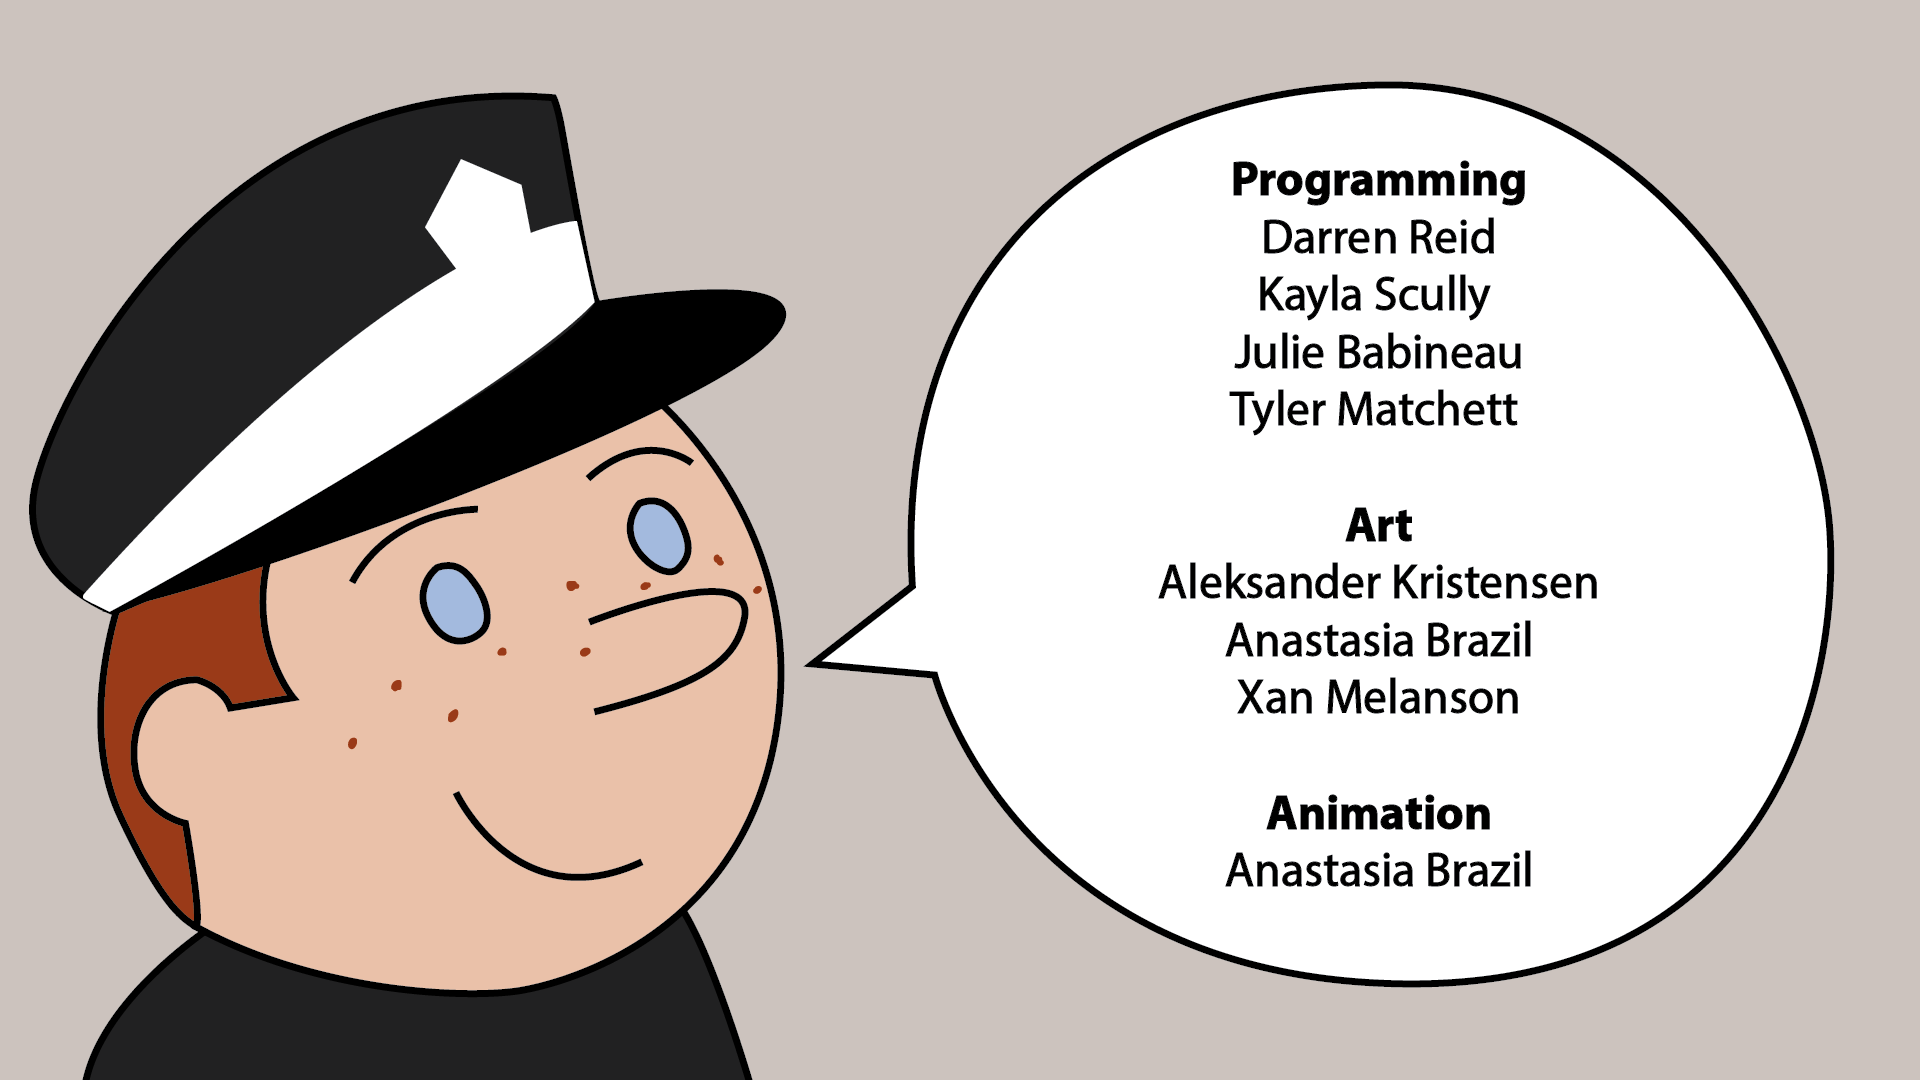 Programming
Darren Reid
Kayla Scully
Julie Babineau
Tyler Matchett
Art
Aleksander Kristensen
Anastasia Brazil
Xan Melanson
Animation
Anastasia Brazil